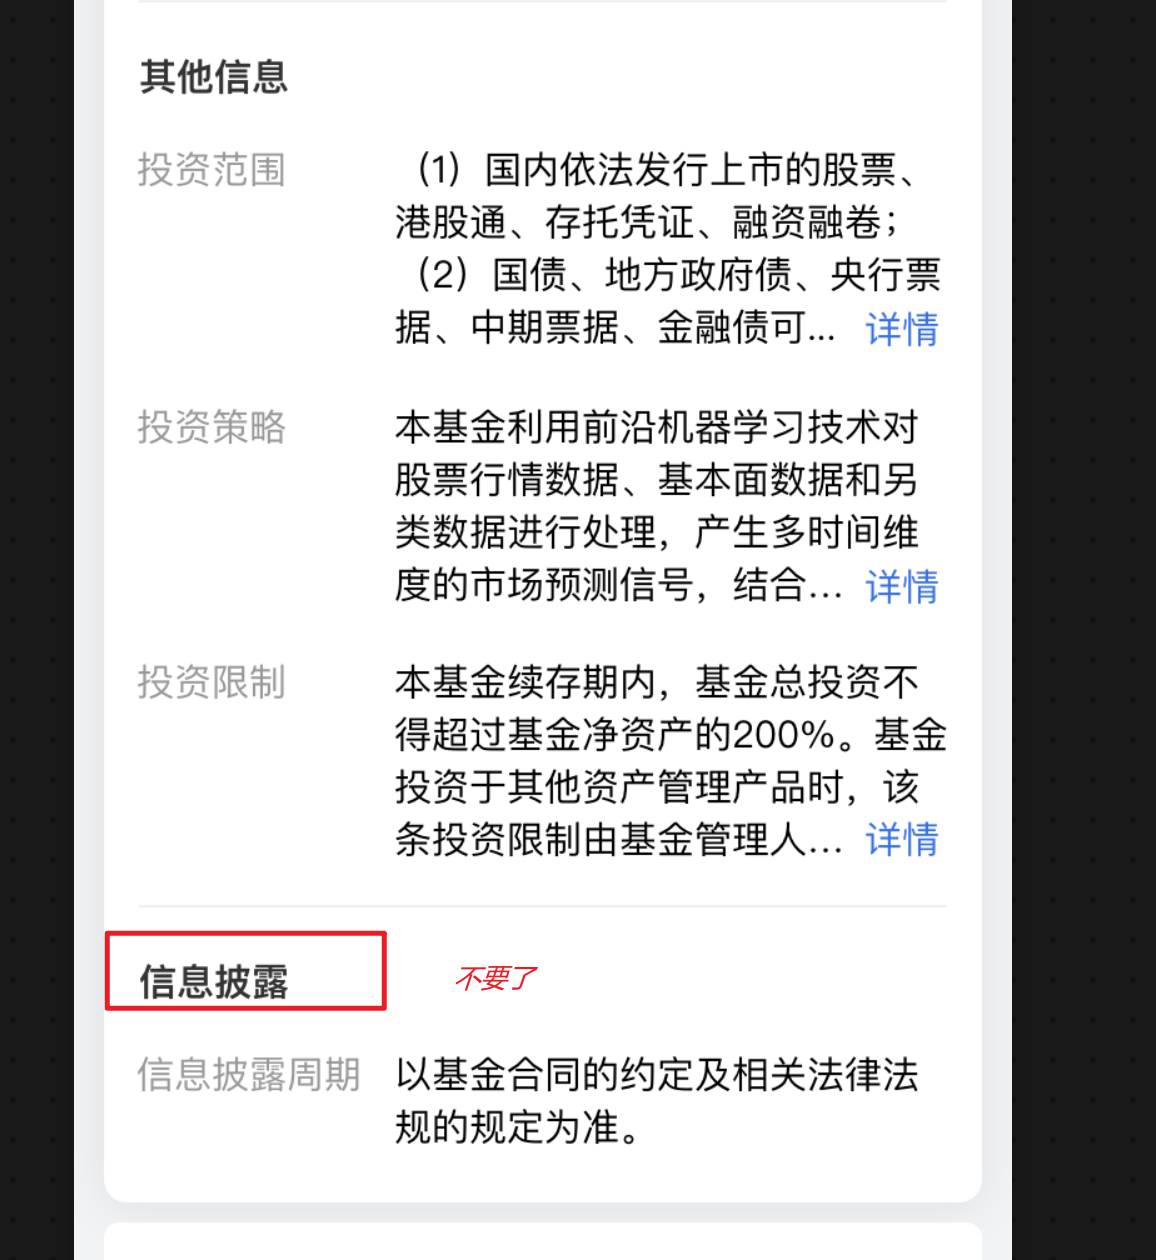 其他信息
投资范围
（1）国内依法发行上市的股票、
港股通、存托凭证、融资融卷；
（2）国债、地方政府债、央行票
据、中期票据、金融债可... 详情
投资策略
本基金利用前沿机器学习技术对
股票行情数据、基本面数据和另
类数据进行处理，产生多时间维
度的市场预测信号，结合... 详情
投资限制
本基金续存期内，基金总投资不
得超过基金净资产的200%。基金
投资于其他资产管理产品时，该
条投资限制由基金管理人... 详情
信息披露
不要了
信息披露周期
以基金合同的约定及相关法律法
规的规定为准。